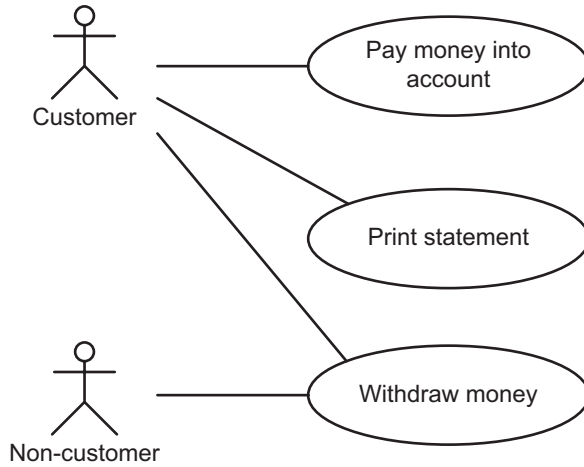 Pay money into
account
Customer
Print statement
Withdraw money
Non-customer